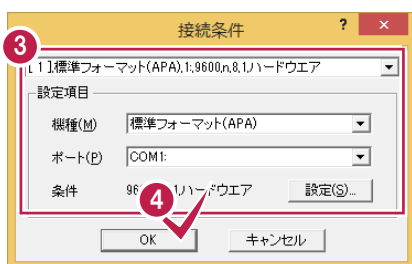 接続条件 ? ×
3
[ 1 ],標準フォーマット(APA),1:,9600,n,8,1,ハードウエア
設定項目
機種(M) 標準フォーマット(APA)
ポート(P) COM1:
条件 96 1,ハードウエア 設定(S)...
4
OK キャンセル